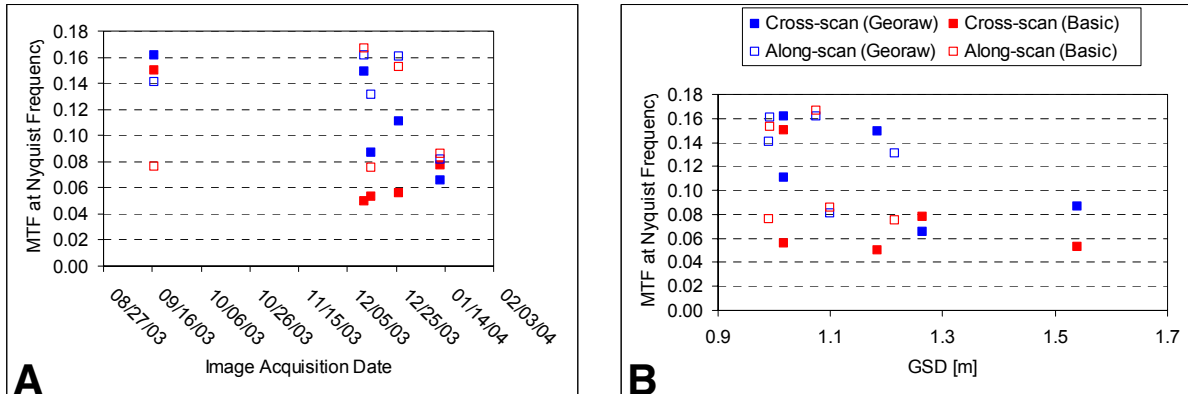 0.18
0.16
0.14
0.12
0.10
0.08
0.06
0.04
0.02
0.00
MTF at Nyquist Frequency
08/27/03
09/16/03
10/06/03
10/26/03
11/15/03
12/05/03
12/25/03
01/14/04
02/03/04
Image Acquisition Date
A
Cross-scan (Georaw)
Cross-scan (Basic)
Along-scan (Georaw)
Along-scan (Basic)
0.18
0.16
0.14
0.12
0.10
0.08
0.06
0.04
0.02
0.00
MTF at Nyquist Frequency
0.9 1.1 1.3 1.5 1.7
GSD [m]
B